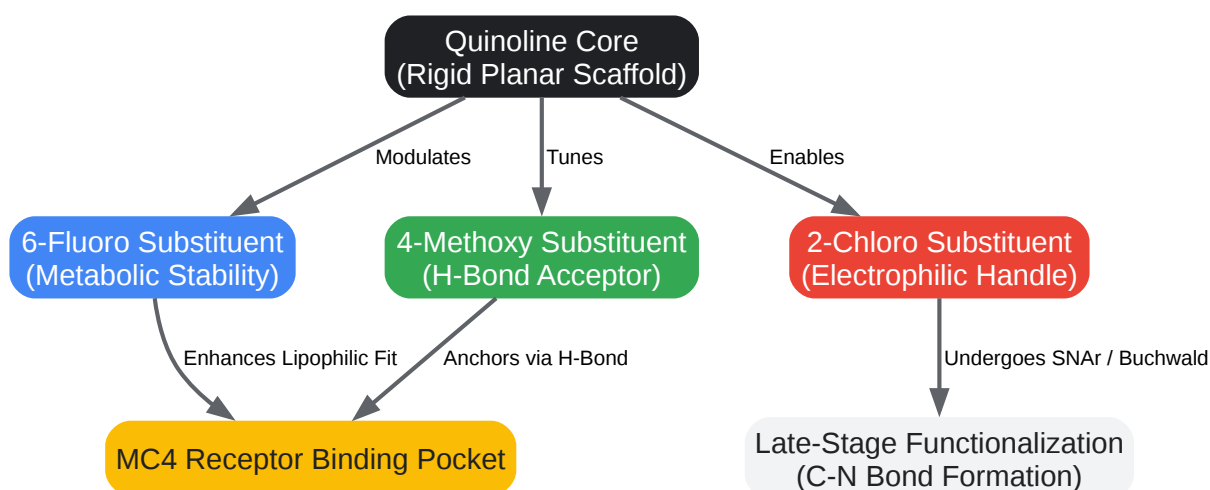 Quinoline Core
(Rigid Planar Scaffold)
Modulates
Tunes
Enables
6-Fluoro Substituent
(Metabolic Stability)
4-Methoxy Substituent
(H-Bond Acceptor)
2-Chloro Substituent
(Electrophilic Handle)
Enhances Lipophilic Fit
Anchors via H-Bond
Undergoes SNAr / Buchwald
MC4 Receptor Binding Pocket
Late-Stage Functionalization
(C-N Bond Formation)